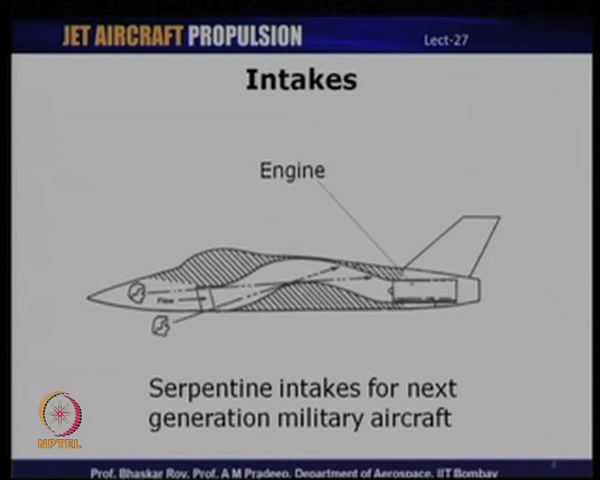 JET AIRCRAFT PROPULSION
Lect-27
Intakes
Engine
Flow
Serpentine intakes for next
generation military aircraft
NPTEL
Prof. Bhaskar Roy, Prof. A M Pradeep, Department of Aerospace, IIT Bombay